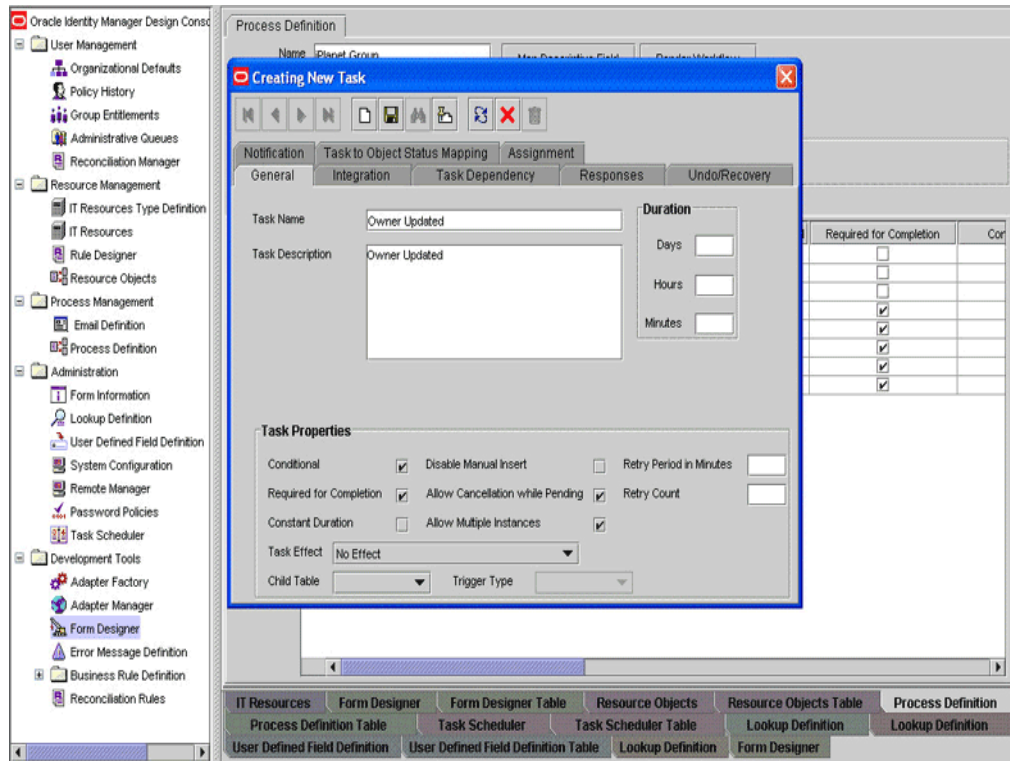 Oracle Identity Manager Design Conso
User Management
Organizational Defaults
Policy History
Group Entitlements
Administrative Queues
Reconciliation Manager
Resource Management
IT Resources Type Definition
IT Resources
Rule Designer
Resource Objects
Process Management
Email Definition
Process Definition
Administration
Form Information
Lookup Definition
User Defined Field Definition
System Configuration
Remote Manager
Password Policies
Task Scheduler
Development Tools
Adapter Factory
Adapter Manager
Form Designer
Error Message Definition
Business Rule Definition
Reconciliation Rules
Process Definition
Name Planet Group Map Descriptive Field Render Workflow
Creating New Task
Notification Task to Object Status Mapping Assignment
General Integration Task Dependency Responses Undo/Recovery
Task Name Owner Updated
Task Description Owner Updated
Duration
Days
Hours
Minutes
Task Properties
Conditional Disable Manual Insert Retry Period in Minutes
Required for Completion Allow Cancellation while Pending Retry Count
Constant Duration Allow Multiple Instances
Task Effect No Effect
Child Table Trigger Type
Required for Completion Con
IT Resources Form Designer Form Designer Table Resource Objects Resource Objects Table Process Definition
Process Definition Table Task Scheduler Task Scheduler Table Lookup Definition Lookup Definition
User Defined Field Definition User Defined Field Definition Table Lookup Definition Form Designer